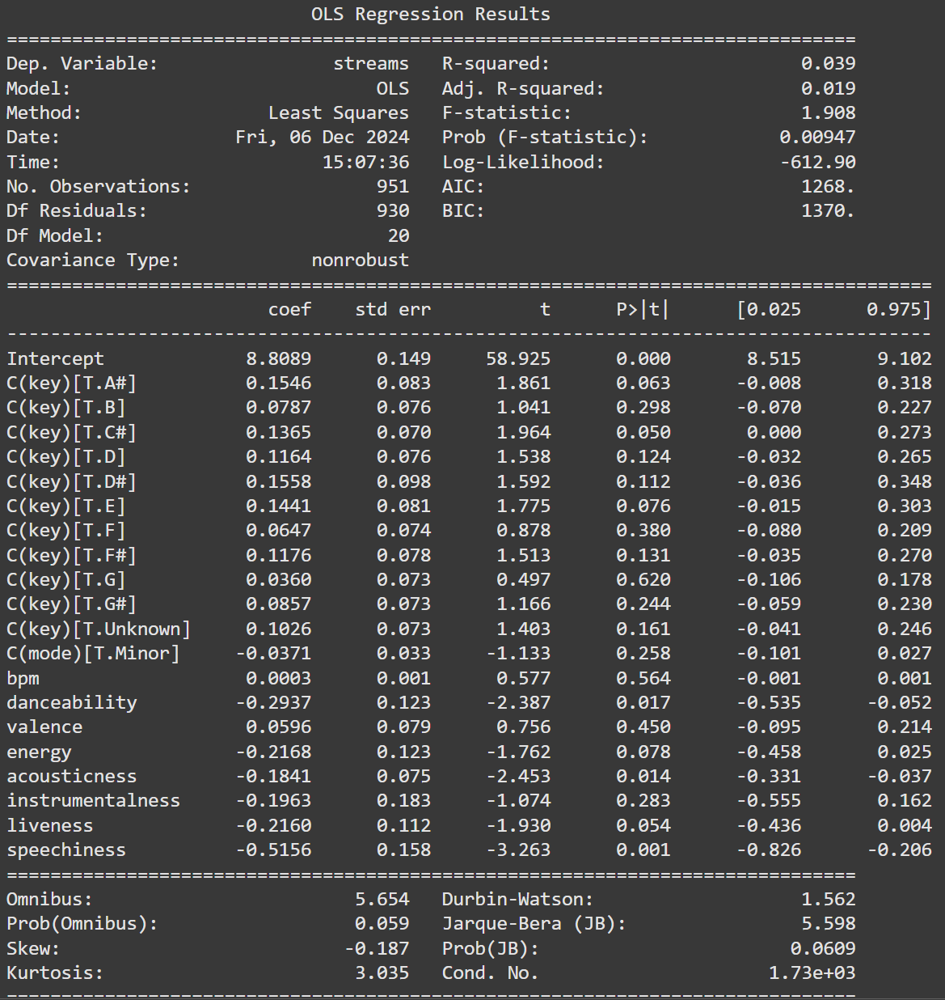 OLS Regression Results
==============================================================================
Dep. Variable:                streams   R-squared:                       0.039
Model:                            OLS   Adj. R-squared:                  0.019
Method:                 Least Squares   F-statistic:                     1.908
Date:                Fri, 06 Dec 2024   Prob (F-statistic):            0.00947
Time:                        15:07:36   Log-Likelihood:                -612.90
No. Observations:                 951   AIC:                             1268.
Df Residuals:                     930   BIC:                             1370.
Df Model:                          20
Covariance Type:            nonrobust
=====================================================================================
                        coef    std err          t      P>|t|      [0.025      0.975]
-------------------------------------------------------------------------------------
Intercept             8.8089      0.149     58.925      0.000       8.515       9.102
C(key)[T.A#]          0.1546      0.083      1.861      0.063      -0.008       0.318
C(key)[T.B]           0.0787      0.076      1.041      0.298      -0.070       0.227
C(key)[T.C#]          0.1365      0.070      1.964      0.050       0.000       0.273
C(key)[T.D]           0.1164      0.076      1.538      0.124      -0.032       0.265
C(key)[T.D#]          0.1558      0.098      1.592      0.112      -0.036       0.348
C(key)[T.E]           0.1441      0.081      1.775      0.076      -0.015       0.303
C(key)[T.F]           0.0647      0.074      0.878      0.380      -0.080       0.209
C(key)[T.F#]          0.1176      0.078      1.513      0.131      -0.035       0.270
C(key)[T.G]           0.0360      0.073      0.497      0.620      -0.106       0.178
C(key)[T.G#]          0.0857      0.073      1.166      0.244      -0.059       0.230
C(key)[T.Unknown]     0.1026      0.073      1.403      0.161      -0.041       0.246
C(mode)[T.Minor]     -0.0371      0.033     -1.133      0.258      -0.101       0.027
bpm                   0.0003      0.001      0.577      0.564      -0.001       0.001
danceability         -0.2937      0.123     -2.387      0.017      -0.535      -0.052
valence               0.0596      0.079      0.756      0.450      -0.095       0.214
energy               -0.2168      0.123     -1.762      0.078      -0.458       0.025
acousticness         -0.1841      0.075     -2.453      0.014      -0.331      -0.037
instrumentalness     -0.1963      0.183     -1.074      0.283      -0.555       0.162
liveness             -0.2160      0.112     -1.930      0.054      -0.436       0.004
speechiness          -0.5156      0.158     -3.263      0.001      -0.826      -0.206
==============================================================================
Omnibus:                        5.654   Durbin-Watson:                   1.562
Prob(Omnibus):                  0.059   Jarque-Bera (JB):                5.598
Skew:                          -0.187   Prob(JB):                       0.0609
Kurtosis:                       3.035   Cond. No.                     1.73e+03
==============================================================================